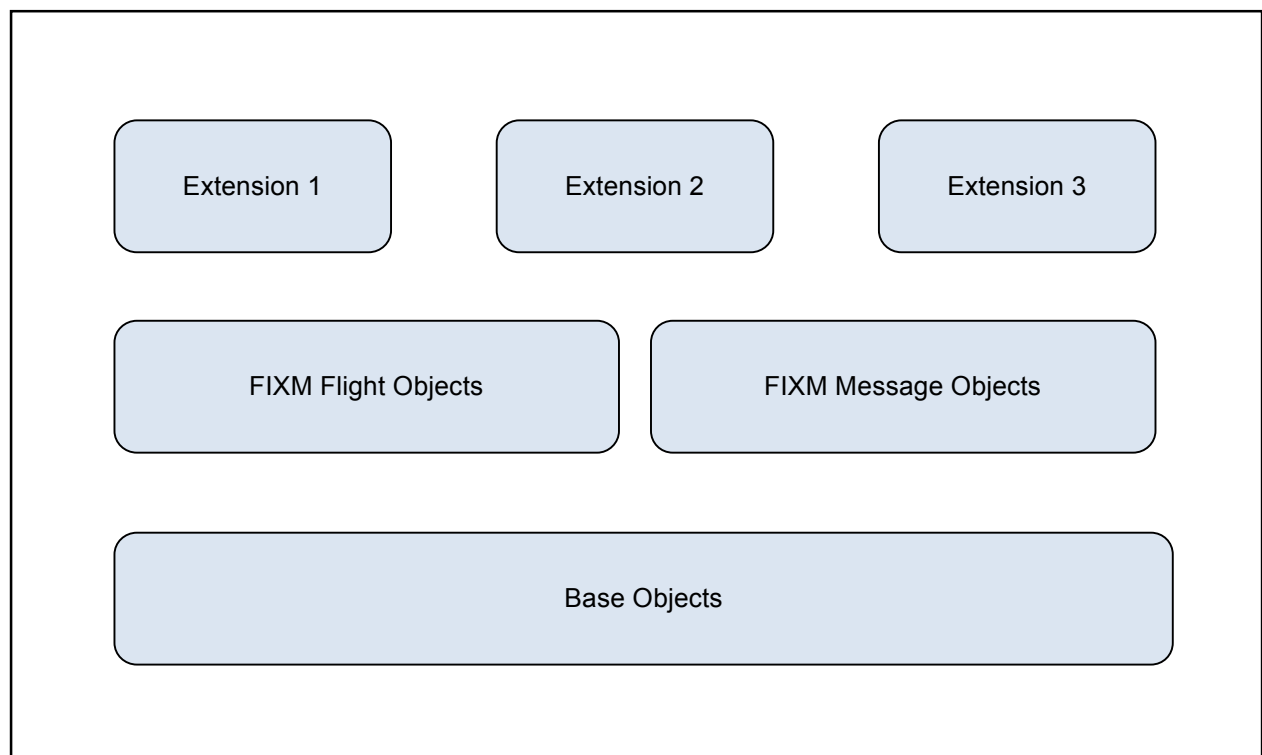 Extension 1
Extension 2
Extension 3
FIXM Flight Objects
FIXM Message Objects
Base Objects